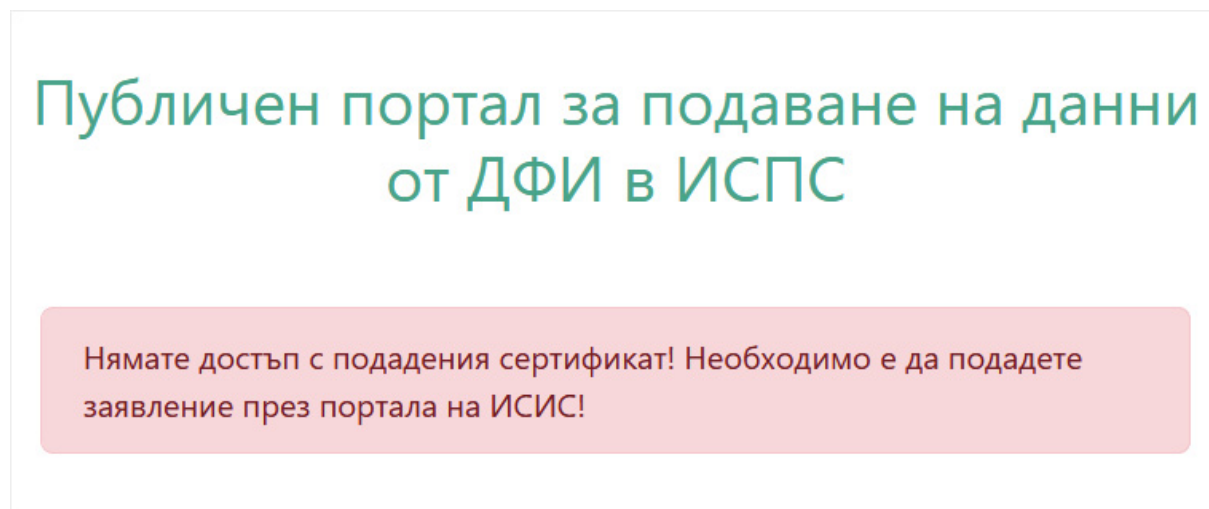 Публичен портал за подаване на данни
от ДФИ в ИСПС
Нямате достъп с подадения сертификат! Необходимо е да подадете
заявление през портала на ИСИС!